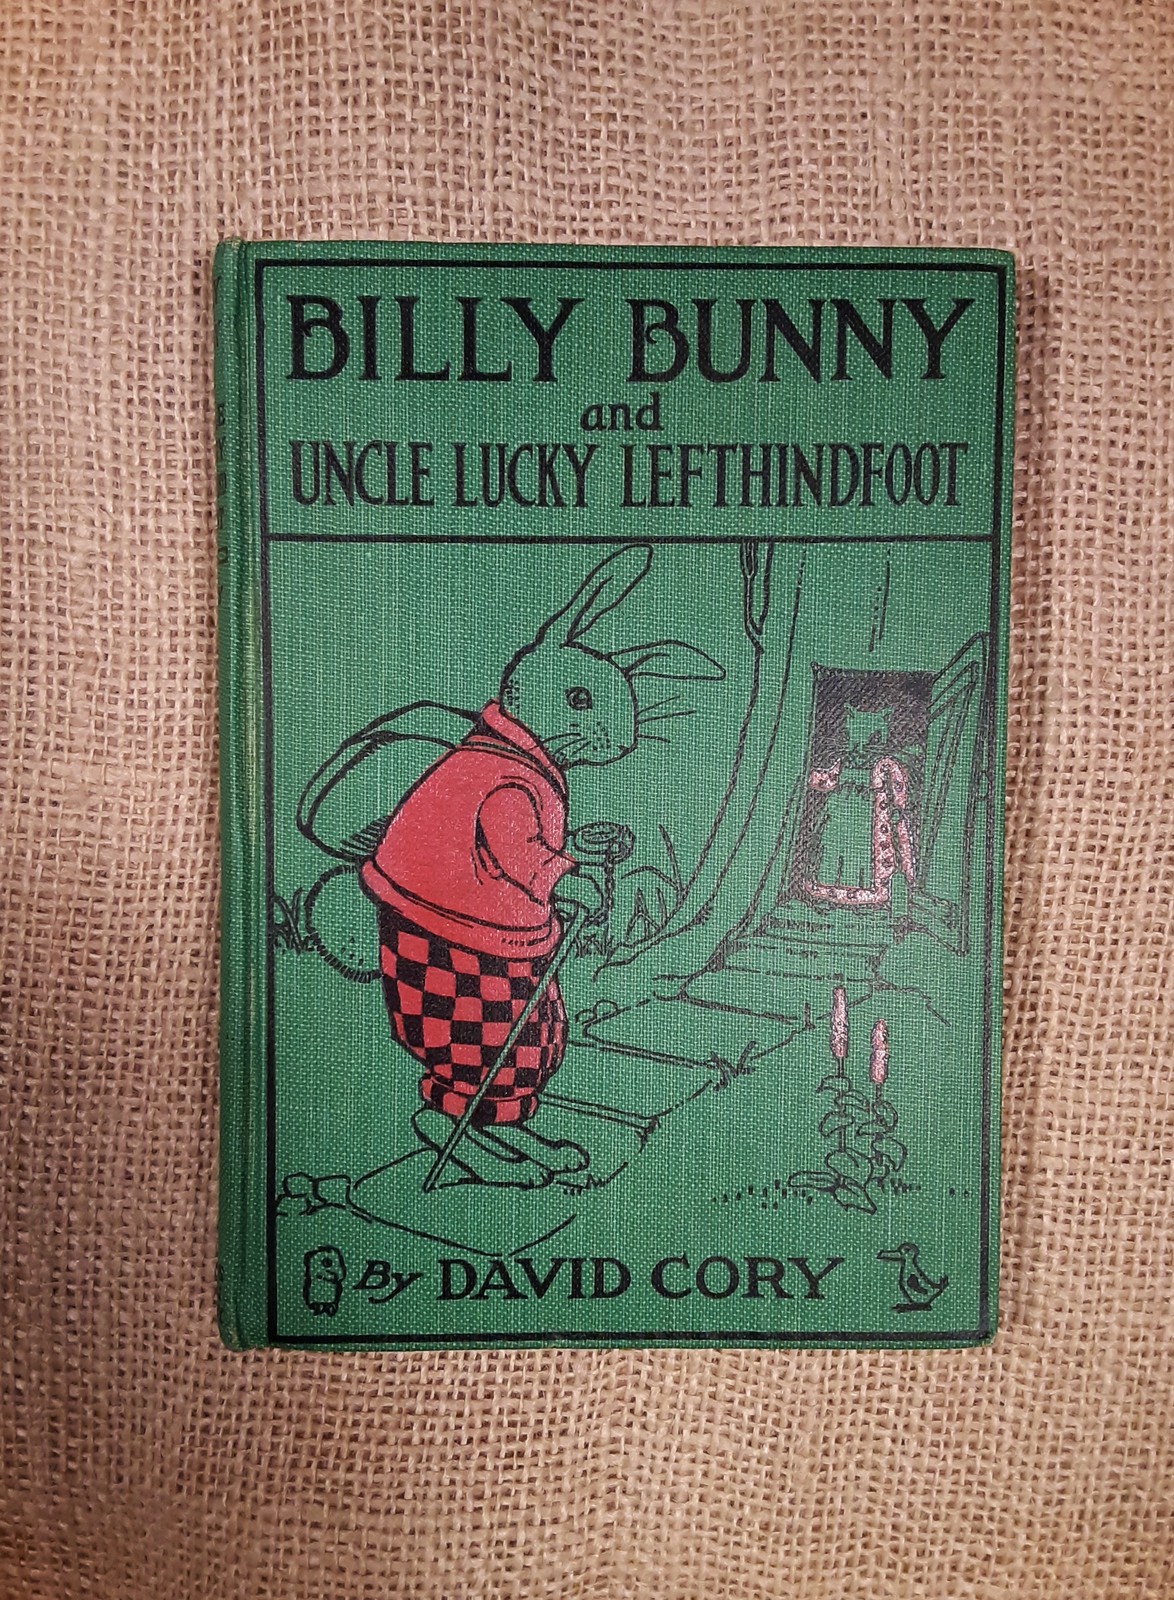 BILLY BUNNY
and
UNCLE LUCKY LEFTHINDFOOT
By DAVID CORY